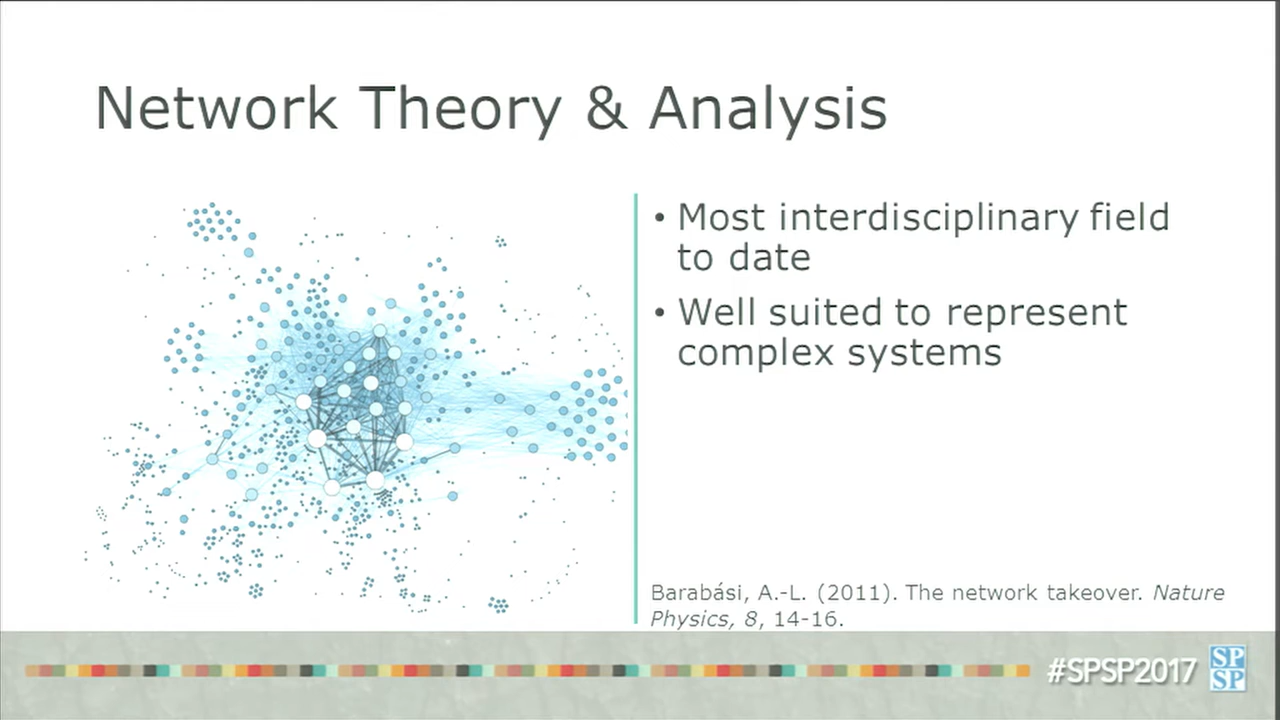 Network Theory & Analysis
• Most interdisciplinary field
to date
• Well suited to represent
complex systems
Barabási, A.-L. (2011). The network takeover. Nature
Physics, 8, 14-16.
#SPSP2017
SP
SP